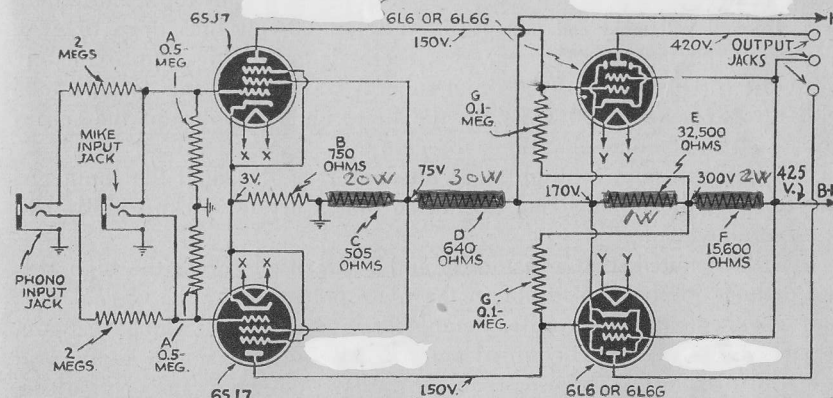 6SJ7
6L6 OR 6L6G
150V.
420V.
OUTPUT
JACKS
2
MEGS.
A
0.5-
MEG
MIKE
INPUT
JACK
X X
Y Y
G
0.1-
MEG.
E
32,500
OHMS
B
750
OHMS
3V.
20W
75V
30W
170V.
1W
300V
2W
425
V.
B+
C
505
OHMS
D
640
OHMS
F
15,600
OHMS
PHONO
INPUT
JACK
X X
Y Y
G
0.1-
MEG.
2
MEGS.
A
0.5-
MEG.
6SJ7
150V.
6L6 OR 6L6G